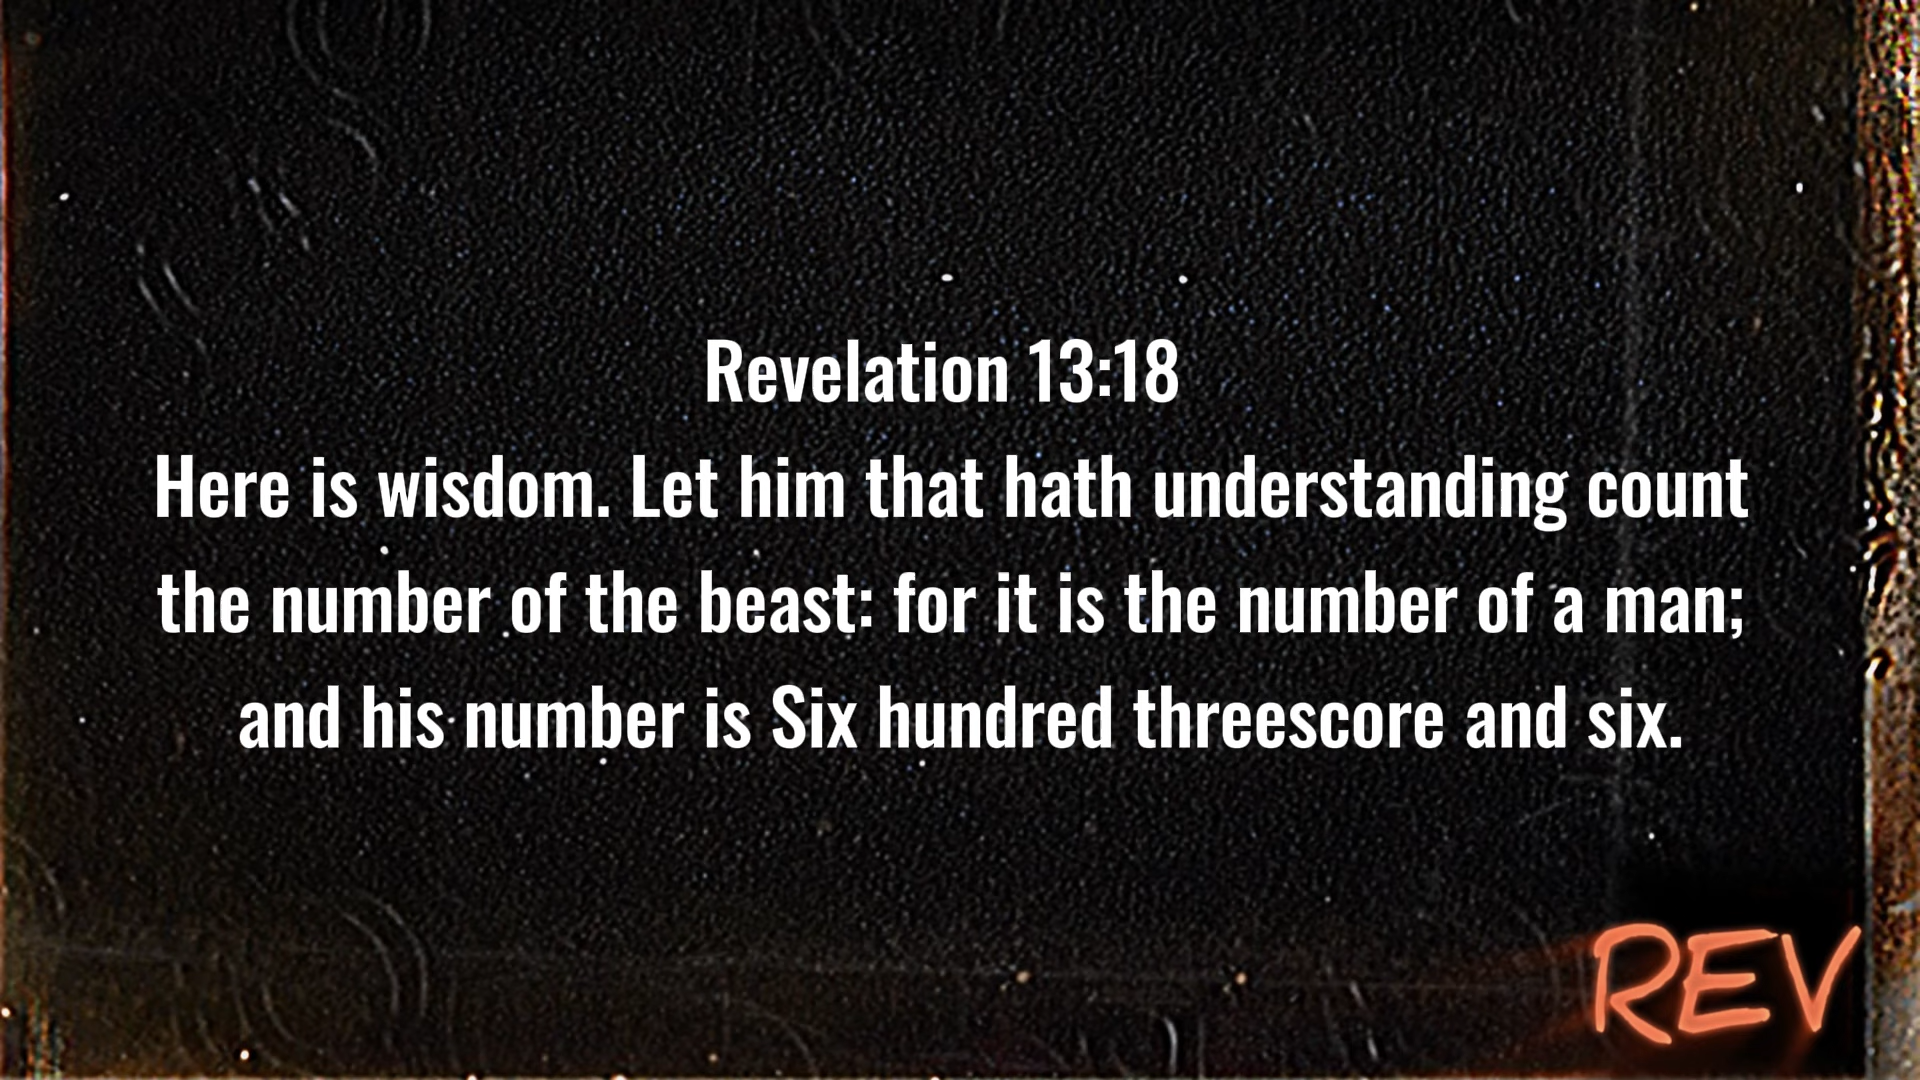 Revelation 13:18
Here is wisdom. Let him that hath understanding count
the number of the beast: for it is the number of a man;
and his number is Six hundred threescore and six.
REV